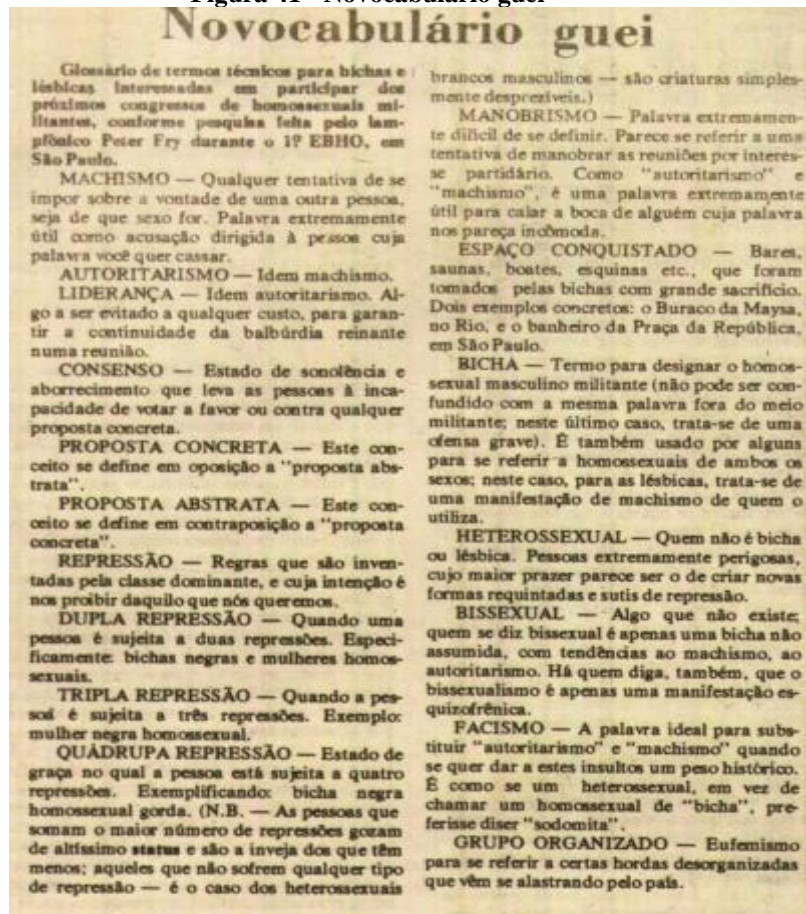 Figura 41 - Novocabulário guei
Novocabulário guei
Glossário de termos técnicos para bichas e
lésbicas interessadas em participar dos
próximos congressos de homossexuais mi-
litantes, conforme pesquisa feita pelo lam-
pfônico Peter Fry durante o 1º EBHO, em
São Paulo.
MACHISMO — Qualquer tentativa de se
impor sobre a vontade de uma outra pessoa,
seja de que sexo for. Palavra extremamente
útil como acusação dirigida à pessoa cuja
palavra você quer cassar.
AUTORITARISMO — Idem machismo.
LIDERANÇA — Idem autoritarismo. Al-
go a ser evitado a qualquer custo, para garan-
tir a continuidade da balbúrdia reinante
numa reunião.
CONSENSO — Estado de sonolência e
aborrecimento que leva as pessoas à inca-
pacidade de votar a favor ou contra qualquer
proposta concreta.
PROPOSTA CONCRETA — Este con-
ceito se define em oposição a "proposta abs-
trata".
PROPOSTA ABSTRATA — Este con-
ceito se define em contraposição a "proposta
concreta".
REPRESSÃO — Regras que são inven-
tadas pela classe dominante, e cuja intenção é
nos proibir daquilo que nós queremos.
DUPLA REPRESSÃO — Quando uma
pessoa é sujeita a duas repressões. Especi-
ficamente: bichas negras e mulheres homos-
sexuais.
TRIPLA REPRESSÃO — Quando a pes-
soa é sujeita a três repressões. Exemplo:
mulher negra homossexual.
QUÁDRUPA REPRESSÃO — Estado de
graça no qual a pessoa está sujeita a quatro
repressões. Exemplificando: bicha negra
homossexual gorda. (N.B. — As pessoas que
somam o maior número de repressões gozam
de altíssimo status e são a inveja dos que têm
menos; aqueles que não sofrem qualquer tipo
de repressão — é o caso dos heterossexuais
brancos masculinos — são criaturas simples-
mente desprezíveis.)
MANOBRISMO — Palavra extremamen-
te difícil de se definir. Parece se referir a uma
tentativa de manobrar as reuniões por interes-
se partidário. Como "autoritarismo" e
"machismo", é uma palavra extremamente
útil para calar a boca de alguém cuja palavra
nos pareça incômoda.
ESPAÇO CONQUISTADO — Bares,
saunas, boates, esquinas etc., que foram
tomados pelas bichas com grande sacrifício.
Dois exemplos concretos: o Buraco da Maysa,
no Rio, e o banheiro da Praça da República,
em São Paulo.
BICHA — Termo para designar o homos-
sexual masculino militante (não pode ser con-
fundido com a mesma palavra fora do meio
militante; neste último caso, trata-se de uma
ofensa grave). É também usado por alguns
para se referir a homossexuais de ambos os
sexos; neste caso, para as lésbicas, trata-se de
uma manifestação de machismo de quem o
utiliza.
HETEROSSEXUAL — Quem não é bicha
ou lésbica. Pessoas extremamente perigosas,
cujo maior prazer parece ser o de criar novas
formas requintadas e sutis de repressão.
BISSEXUAL — Algo que não existe;
quem se diz bissexual é apenas uma bicha não
assumida, com tendências ao machismo, ao
autoritarismo. Há quem diga, também, que o
bissexualismo é apenas uma manifestação es-
quizofrênica.
FACISMO — A palavra ideal para subs-
tituir "autoritarismo" e "machismo" quando
se quer dar a estes insultos um peso histórico.
É como se um heterossexual, em vez de
chamar um homossexual de "bicha", pre-
ferisse diser "sodomita".
GRUPO ORGANIZADO — Eufemismo
para se referir a certas hordas desorganizadas
que vêm se alastrando pelo país.